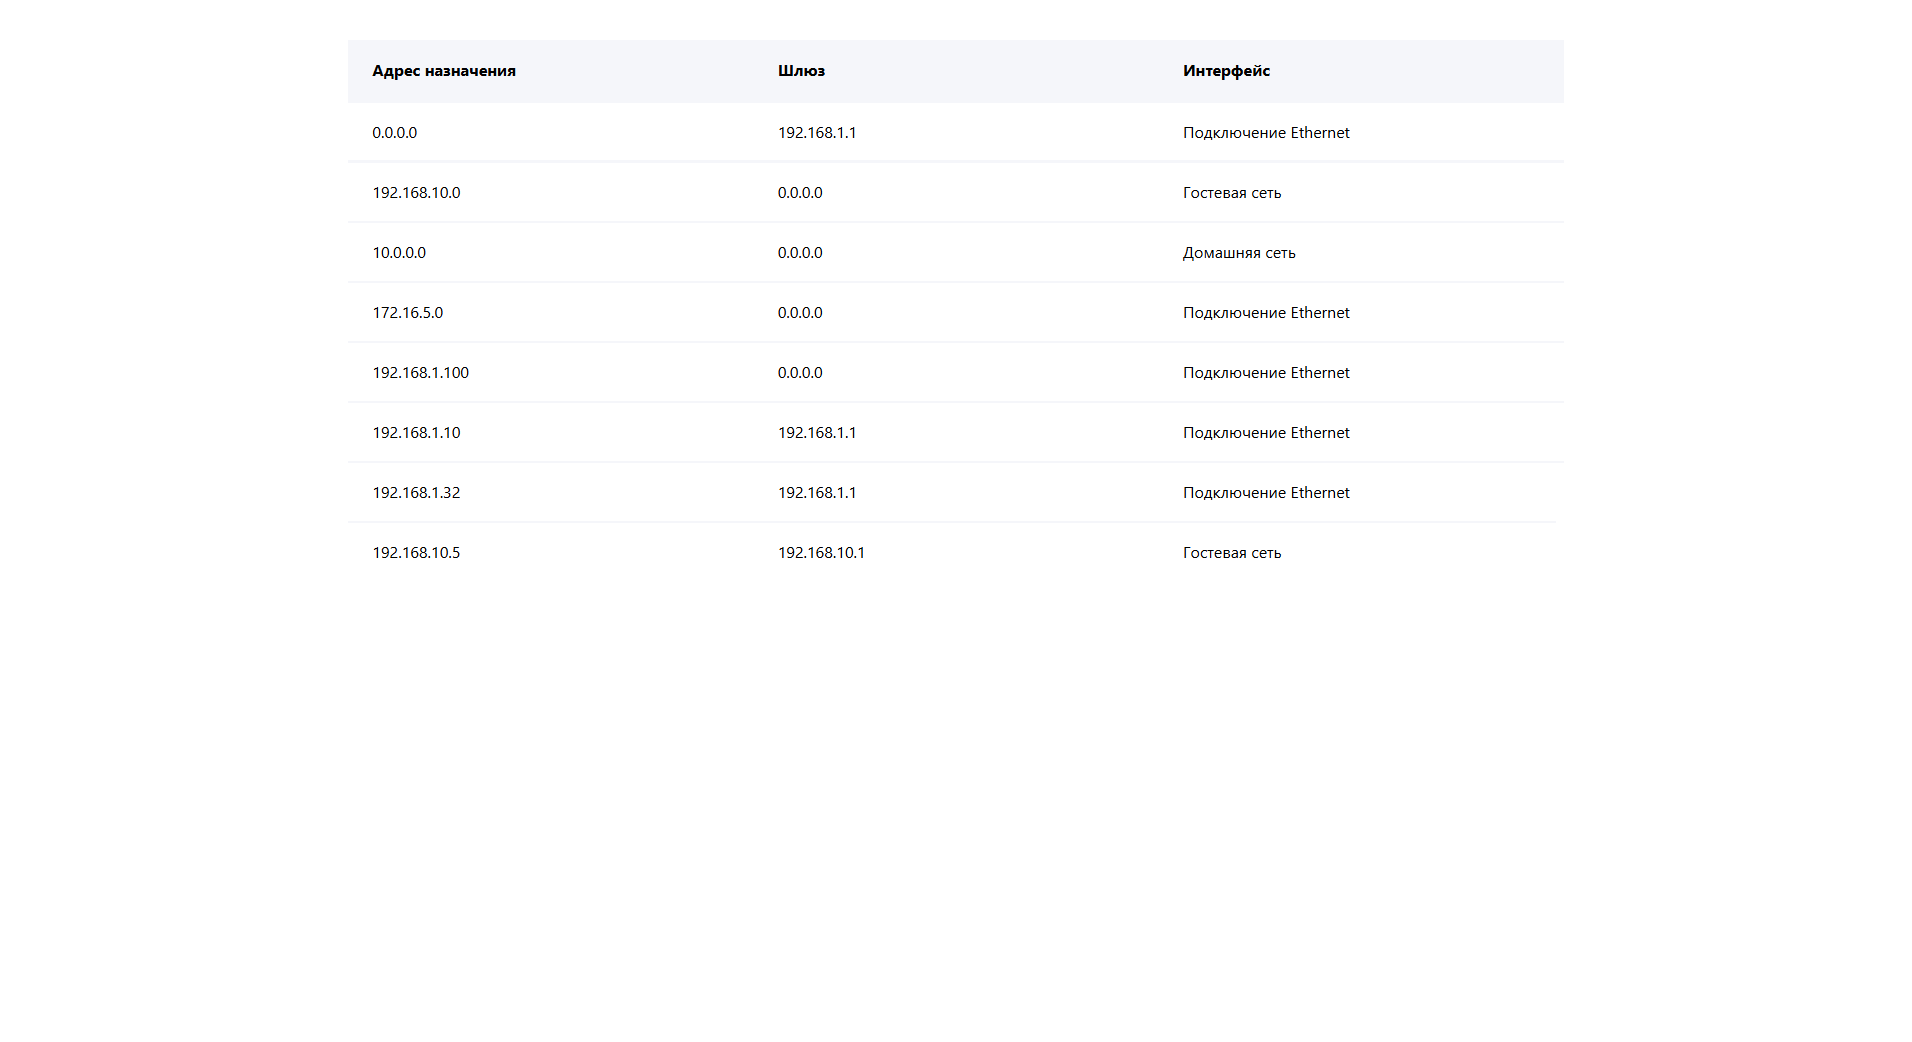 Адрес назначения Шлюз Интерфейс
0.0.0.0 192.168.1.1 Подключение Ethernet
192.168.10.0 0.0.0.0 Гостевая сеть
10.0.0.0 0.0.0.0 Домашняя сеть
172.16.5.0 0.0.0.0 Подключение Ethernet
192.168.1.100 0.0.0.0 Подключение Ethernet
192.168.1.10 192.168.1.1 Подключение Ethernet
192.168.1.32 192.168.1.1 Подключение Ethernet
192.168.10.5 192.168.10.1 Гостевая сеть